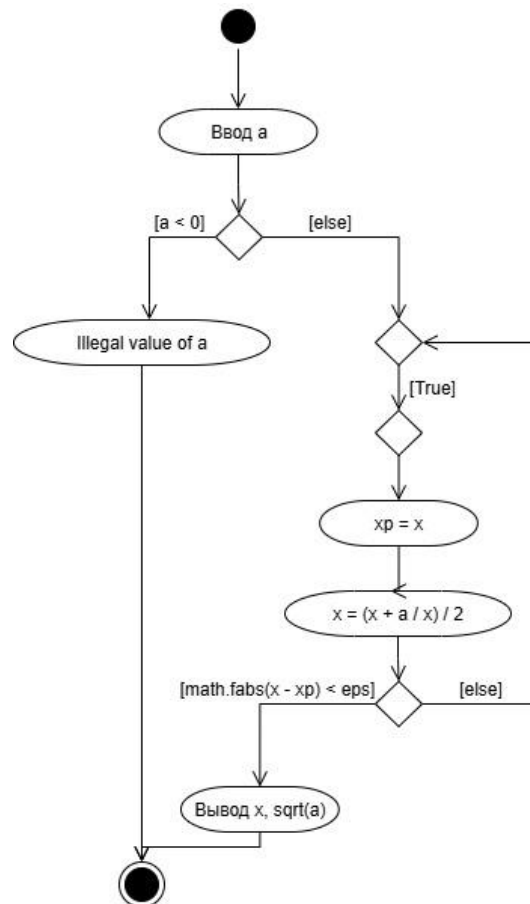 Ввод a
[a < 0]
[else]
Illegal value of a
[True]
xp = x
x = (x + a / x) / 2
[math.fabs(x - xp) < eps]
[else]
Вывод x, sqrt(a)